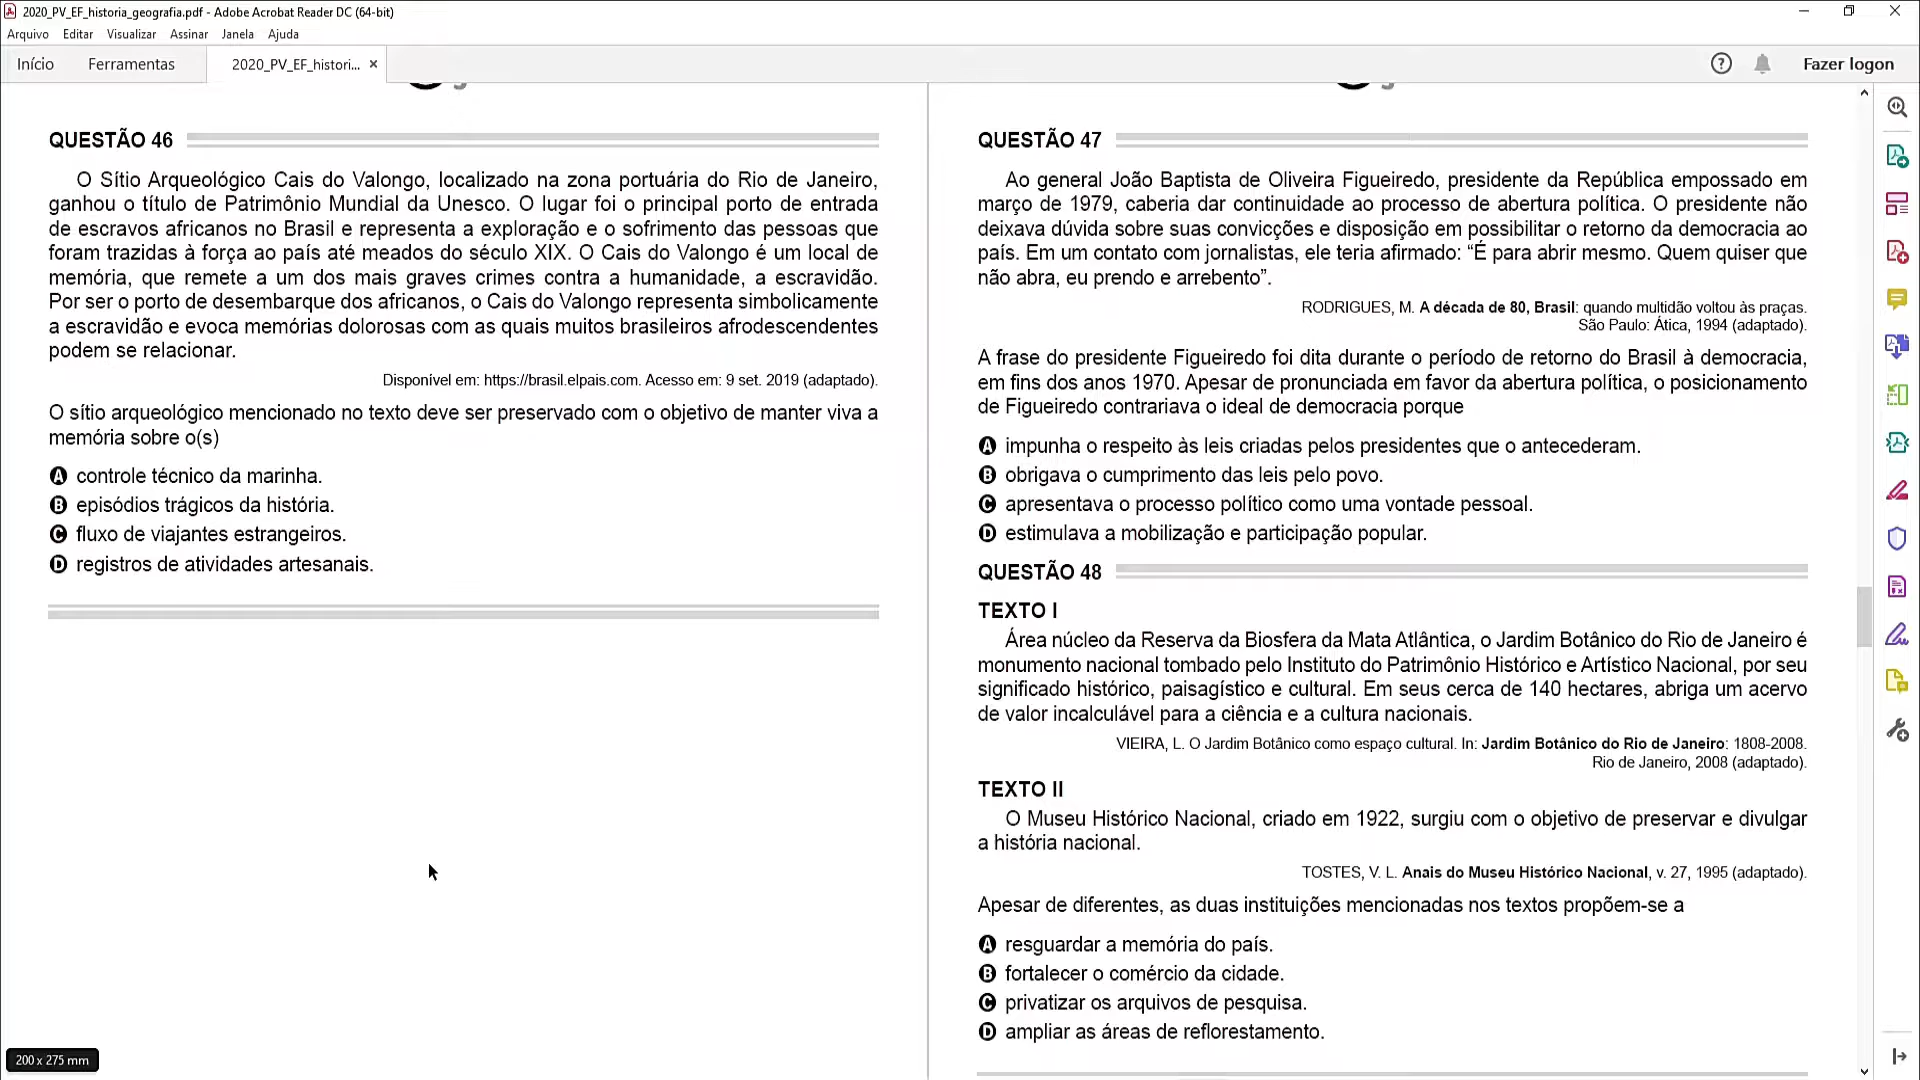 2020_PV_EF_historia_geografia.pdf - Adobe Acrobat Reader DC (64-bit)
Arquivo Editar Visualizar Assinar Janela Ajuda
Início Ferramentas 2020_PV_EF_histori... × Fazer logon
QUESTÃO 46
O Sítio Arqueológico Cais do Valongo, localizado na zona portuária do Rio de Janeiro,
ganhou o título de Patrimônio Mundial da Unesco. O lugar foi o principal porto de entrada
de escravos africanos no Brasil e representa a exploração e o sofrimento das pessoas que
foram trazidas à força ao país até meados do século XIX. O Cais do Valongo é um local de
memória, que remete a um dos mais graves crimes contra a humanidade, a escravidão.
Por ser o porto de desembarque dos africanos, o Cais do Valongo representa simbolicamente
a escravidão e evoca memórias dolorosas com as quais muitos brasileiros afrodescendentes
podem se relacionar.
Disponível em: https://brasil.elpais.com. Acesso em: 9 set. 2019 (adaptado).
O sítio arqueológico mencionado no texto deve ser preservado com o objetivo de manter viva a
memória sobre o(s)
A controle técnico da marinha.
B episódios trágicos da história.
C fluxo de viajantes estrangeiros.
D registros de atividades artesanais.
QUESTÃO 47
Ao general João Baptista de Oliveira Figueiredo, presidente da República empossado em
março de 1979, caberia dar continuidade ao processo de abertura política. O presidente não
deixava dúvida sobre suas convicções e disposição em possibilitar o retorno da democracia ao
país. Em um contato com jornalistas, ele teria afirmado: “É para abrir mesmo. Quem quiser que
não abra, eu prendo e arrebento”.
RODRIGUES, M. A década de 80, Brasil: quando multidão voltou às praças.
São Paulo: Ática, 1994 (adaptado).
A frase do presidente Figueiredo foi dita durante o período de retorno do Brasil à democracia,
em fins dos anos 1970. Apesar de pronunciada em favor da abertura política, o posicionamento
de Figueiredo contrariava o ideal de democracia porque
A impunha o respeito às leis criadas pelos presidentes que o antecederam.
B obrigava o cumprimento das leis pelo povo.
C apresentava o processo político como uma vontade pessoal.
D estimulava a mobilização e participação popular.
QUESTÃO 48
TEXTO I
Área núcleo da Reserva da Biosfera da Mata Atlântica, o Jardim Botânico do Rio de Janeiro é
monumento nacional tombado pelo Instituto do Patrimônio Histórico e Artístico Nacional, por seu
significado histórico, paisagístico e cultural. Em seus cerca de 140 hectares, abriga um acervo
de valor incalculável para a ciência e a cultura nacionais.
VIEIRA, L. O Jardim Botânico como espaço cultural. In: Jardim Botânico do Rio de Janeiro: 1808-2008.
Rio de Janeiro, 2008 (adaptado).
TEXTO II
O Museu Histórico Nacional, criado em 1922, surgiu com o objetivo de preservar e divulgar
a história nacional.
TOSTES, V. L. Anais do Museu Histórico Nacional, v. 27, 1995 (adaptado).
Apesar de diferentes, as duas instituições mencionadas nos textos propõem-se a
A resguardar a memória do país.
B fortalecer o comércio da cidade.
C privatizar os arquivos de pesquisa.
D ampliar as áreas de reflorestamento.
200 x 275 mm